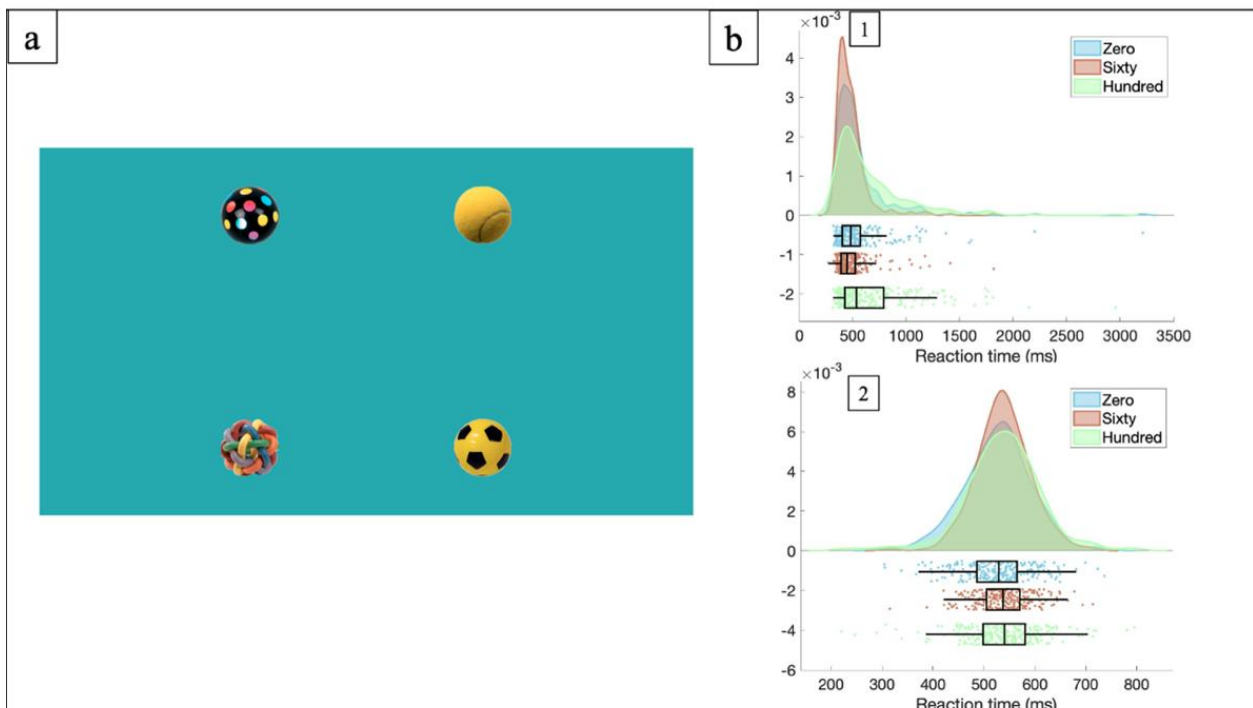 a
b
1
×10⁻³
Zero
Sixty
Hundred
4
3
2
1
0
-1
-2
0 500 1000 1500 2000 2500 3000 3500
Reaction time (ms)
2
×10⁻³
Zero
Sixty
Hundred
8
6
4
2
0
-2
-4
-6
200 300 400 500 600 700 800
Reaction time (ms)